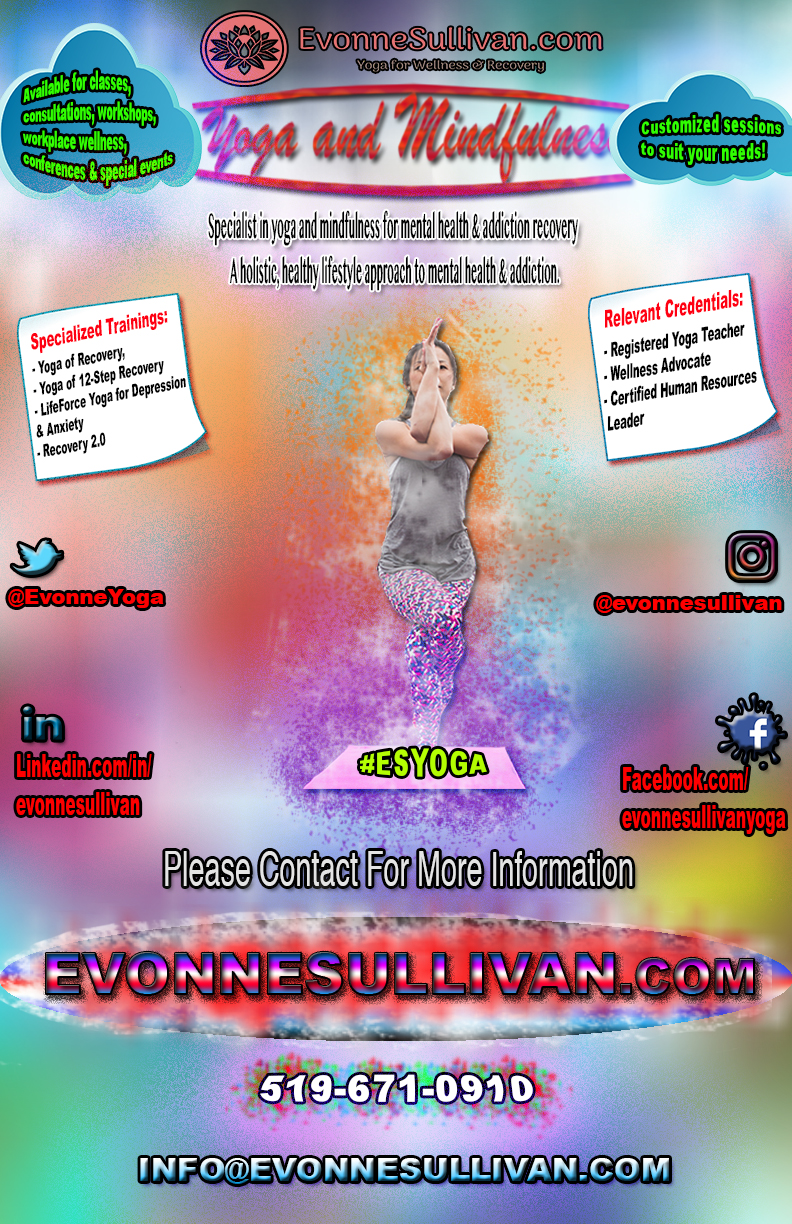 EvonneSullivan.com
Yoga for Wellness & Recovery
Available for classes,
consultations, workshops,
workplace wellness,
conferences & special events
Yoga and Mindfulness
Customized sessions
to suit your needs!
Specialist in yoga and mindfulness for mental health & addiction recovery
A holistic, healthy lifestyle approach to mental health & addiction.
Specialized Trainings:
- Yoga of Recovery,
- Yoga of 12-Step Recovery
- LifeForce Yoga for Depression
& Anxiety
- Recovery 2.0
Relevant Credentials:
- Registered Yoga Teacher
- Wellness Advocate
- Certified Human Resources
Leader
@EvonneYoga
@evonnesullivan
in
Linkedin.com/in/
evonnesullivan
f
Facebook.com/
evonnesullivanyoga
#ESYOGA
Please Contact For More Information
EVONNESULLIVAN.COM
519-671-0910
INFO@EVONNESULLIVAN.COM